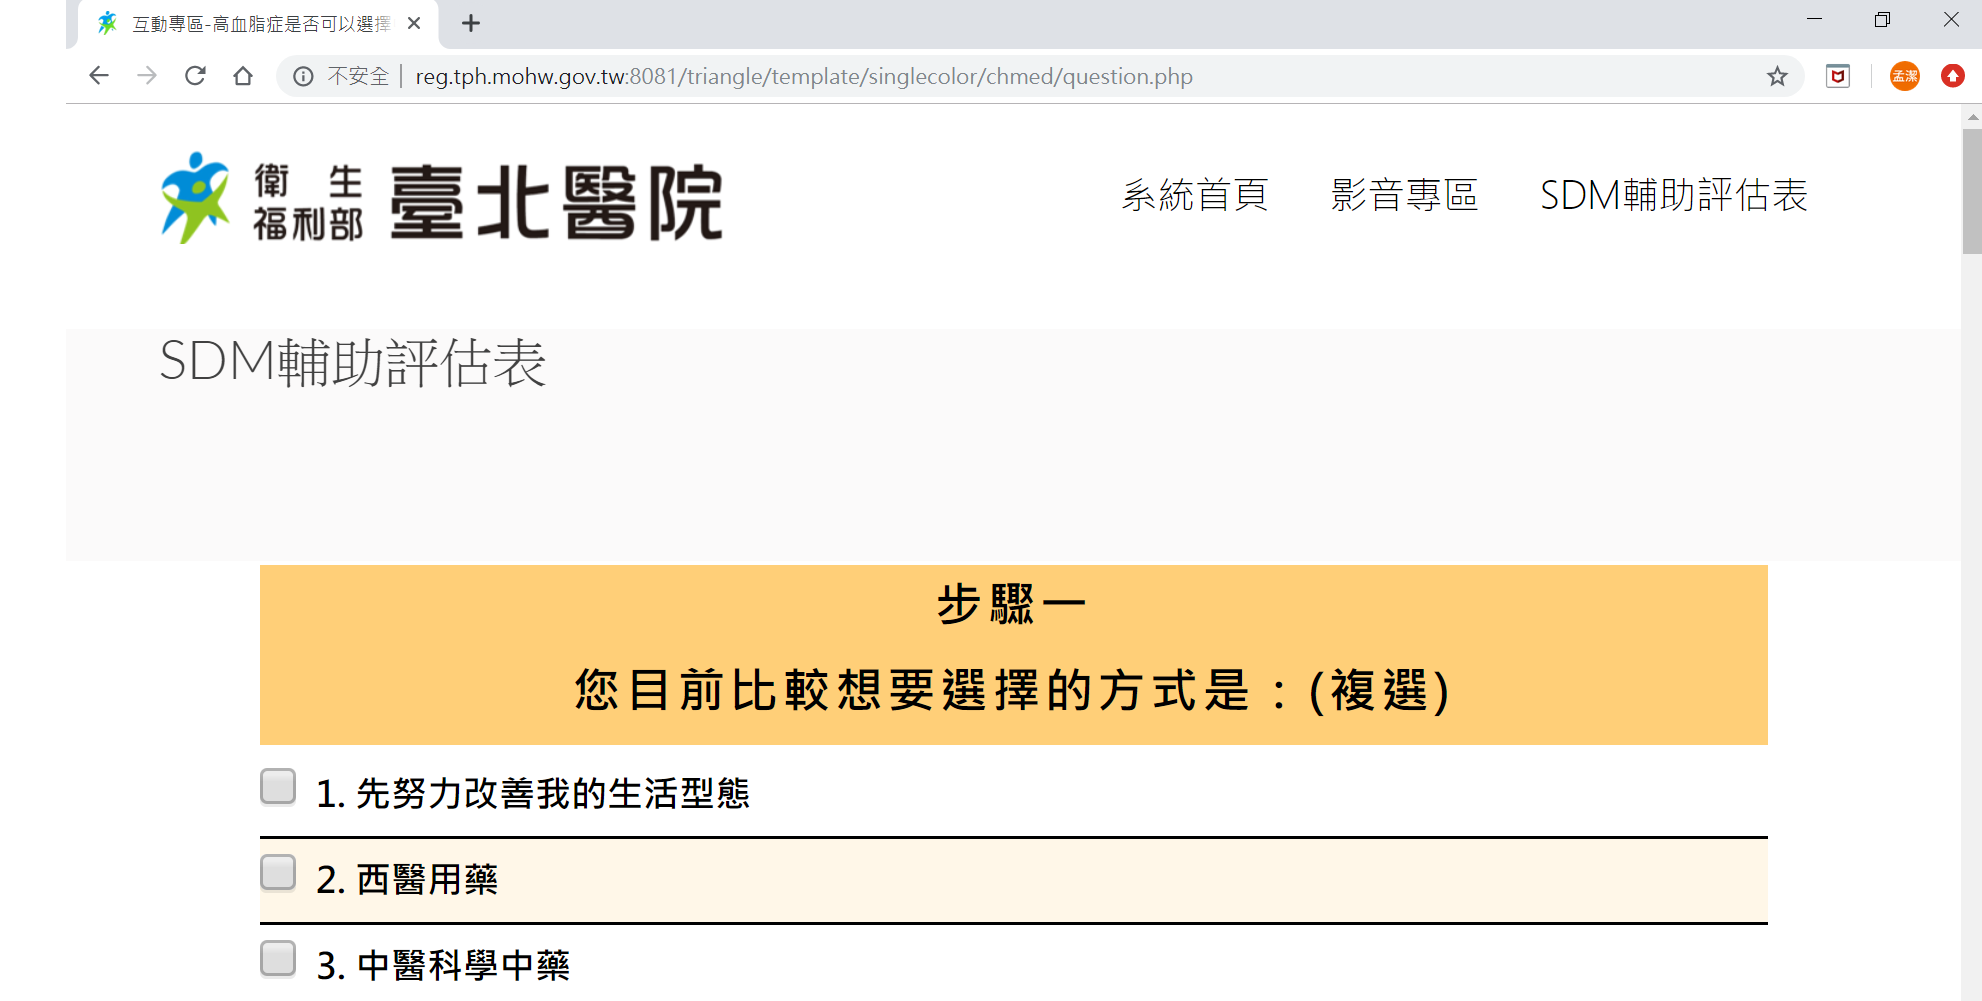 互動專區-高血脂症是否可以選擇
不安全 | reg.tph.mohw.gov.tw:8081/triangle/template/singlecolor/chmed/question.php
孟潔
衛生福利部 臺北醫院
系統首頁 影音專區 SDM輔助評估表
SDM輔助評估表
步驟一
您目前比較想要選擇的方式是：(複選)
1. 先努力改善我的生活型態
2. 西醫用藥
3. 中醫科學中藥